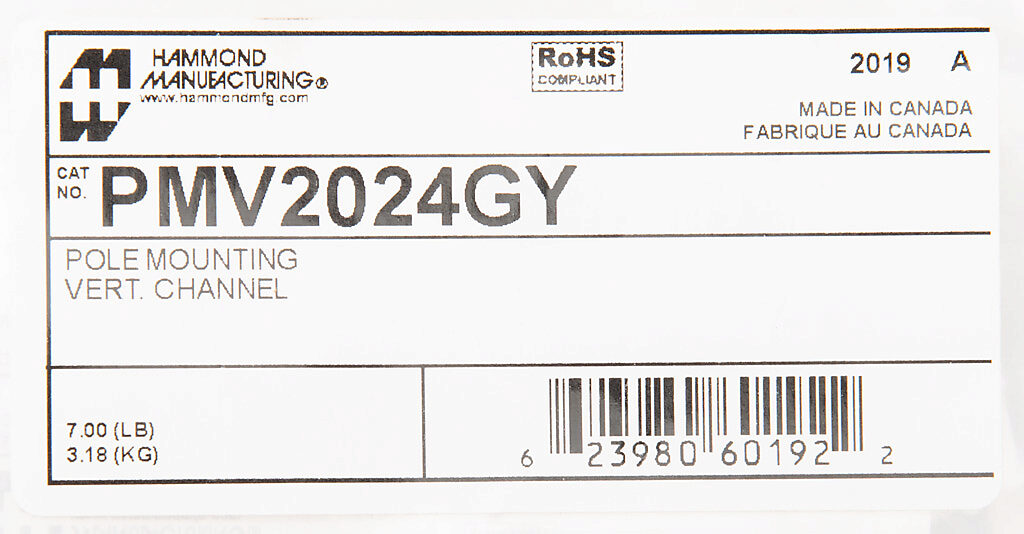 HAMMOND
MANUFACTURING®
www.hammondmfg.com
RoHS
COMPLIANT
2019 A
MADE IN CANADA
FABRIQUE AU CANADA
CAT
NO. PMV2024GY
POLE MOUNTING
VERT. CHANNEL
7.00 (LB)
3.18 (KG)
6 23980 60192 2